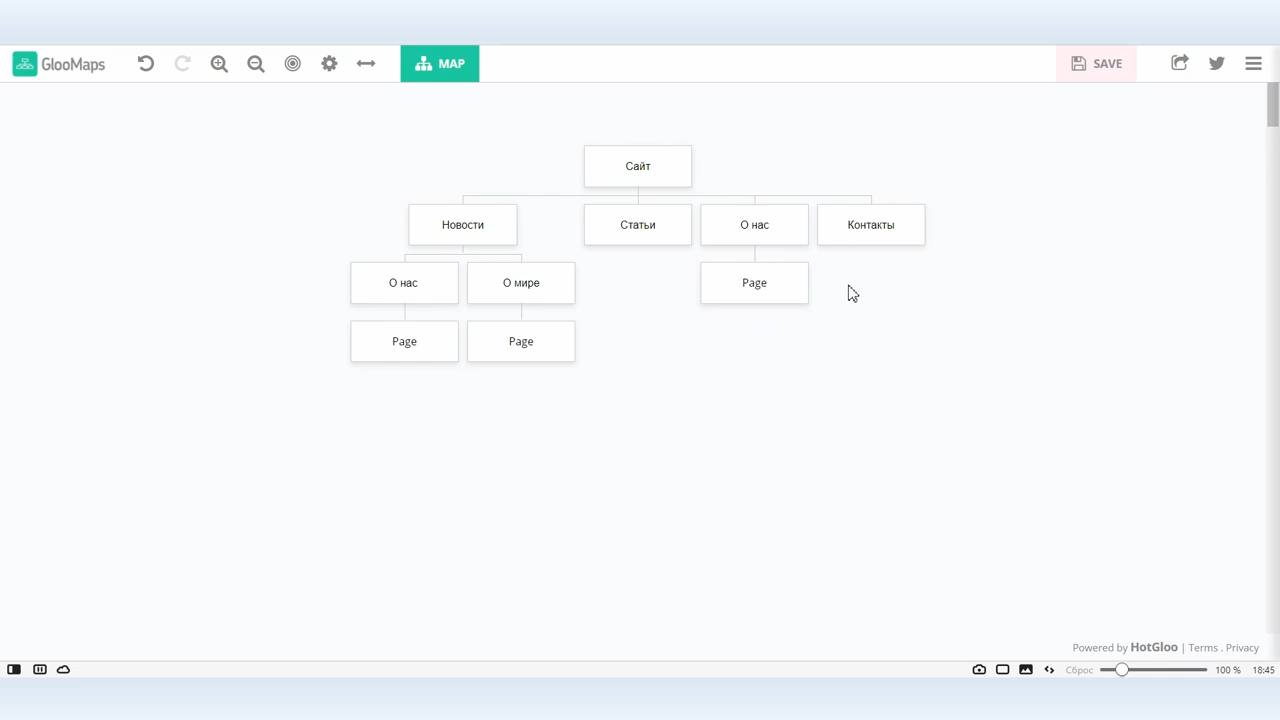 GlooMaps
MAP
SAVE
Сайт
Новости
Статьи
О нас
Контакты
О нас
О мире
Page
Page
Page
Powered by HotGloo | Terms . Privacy
Сброс
100 %
18:45